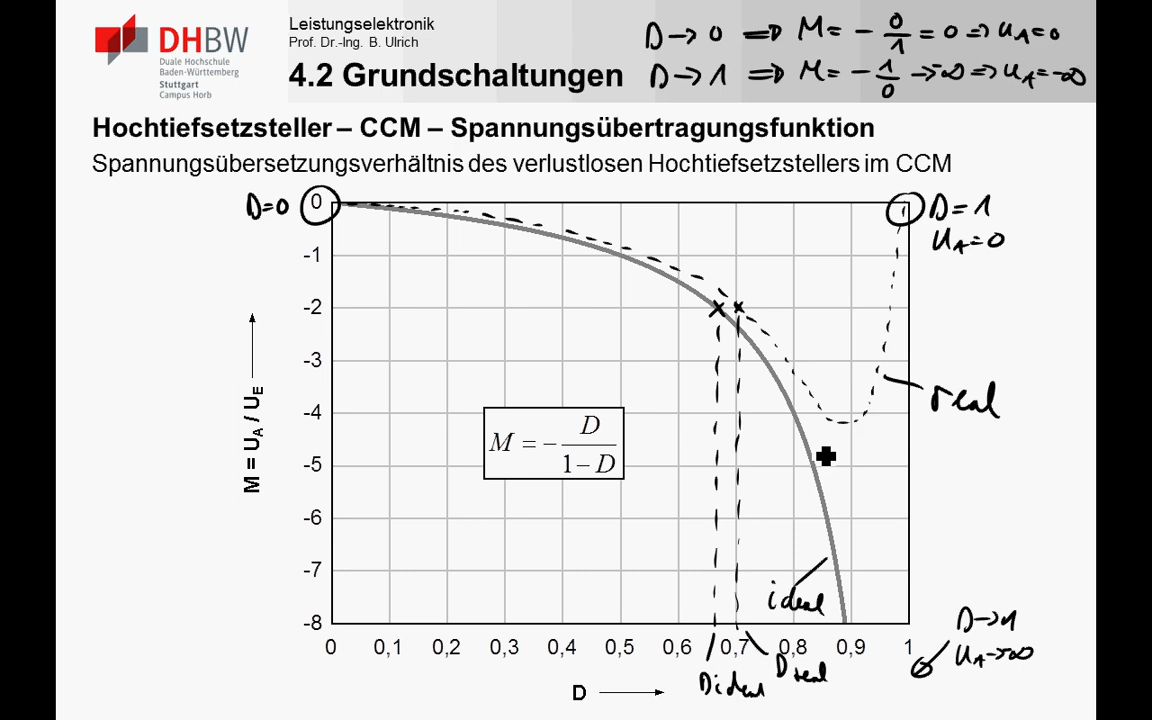 DHBW
Duale Hochschule
Baden-Württemberg
Stuttgart
Campus Horb
Leistungselektronik
Prof. Dr.-Ing. B. Ulrich
4.2 Grundschaltungen
D → 0 ⇒ M = - 0/1 = 0 ⇒ U_A = 0
D → 1 ⇒ M = - 1/0 → -∞ ⇒ U_A = -∞
Hochtiefsetzsteller – CCM – Spannungsübertragungsfunktion
Spannungsübersetzungsverhältnis des verlustlosen Hochtiefsetzstellers im CCM
D=0
0
D=1
U_A=0
-1
-2
-3
-4
-5
-6
-7
-8
M = U_A / U_E
M = - D / (1 - D)
real
ideal
D→1
U_A→∞
0 0,1 0,2 0,3 0,4 0,5 0,6 0,7 0,8 0,9 1
D ideal
D real
D